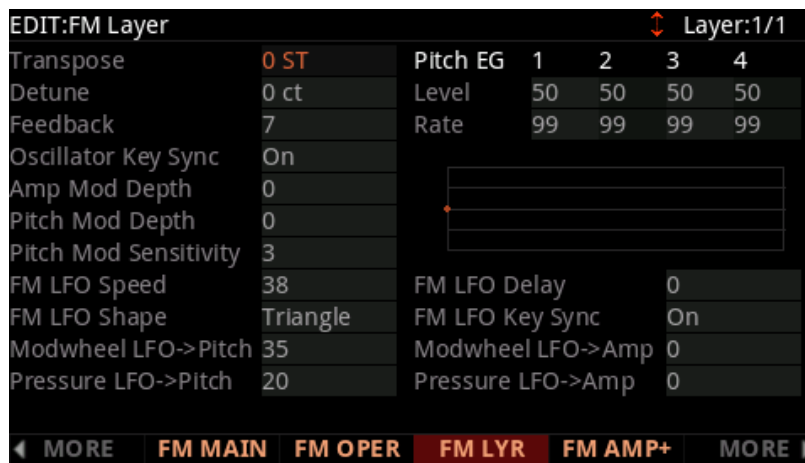 EDIT:FM Layer Layer:1/1
Transpose 0 ST Pitch EG 1 2 3 4
Detune 0 ct Level 50 50 50 50
Feedback 7 Rate 99 99 99 99
Oscillator Key Sync On
Amp Mod Depth 0
Pitch Mod Depth 0
Pitch Mod Sensitivity 3
FM LFO Speed 38 FM LFO Delay 0
FM LFO Shape Triangle FM LFO Key Sync On
Modwheel LFO->Pitch 35 Modwheel LFO->Amp 0
Pressure LFO->Pitch 20 Pressure LFO->Amp 0
MORE FM MAIN FM OPER FM LYR FM AMP+ MORE